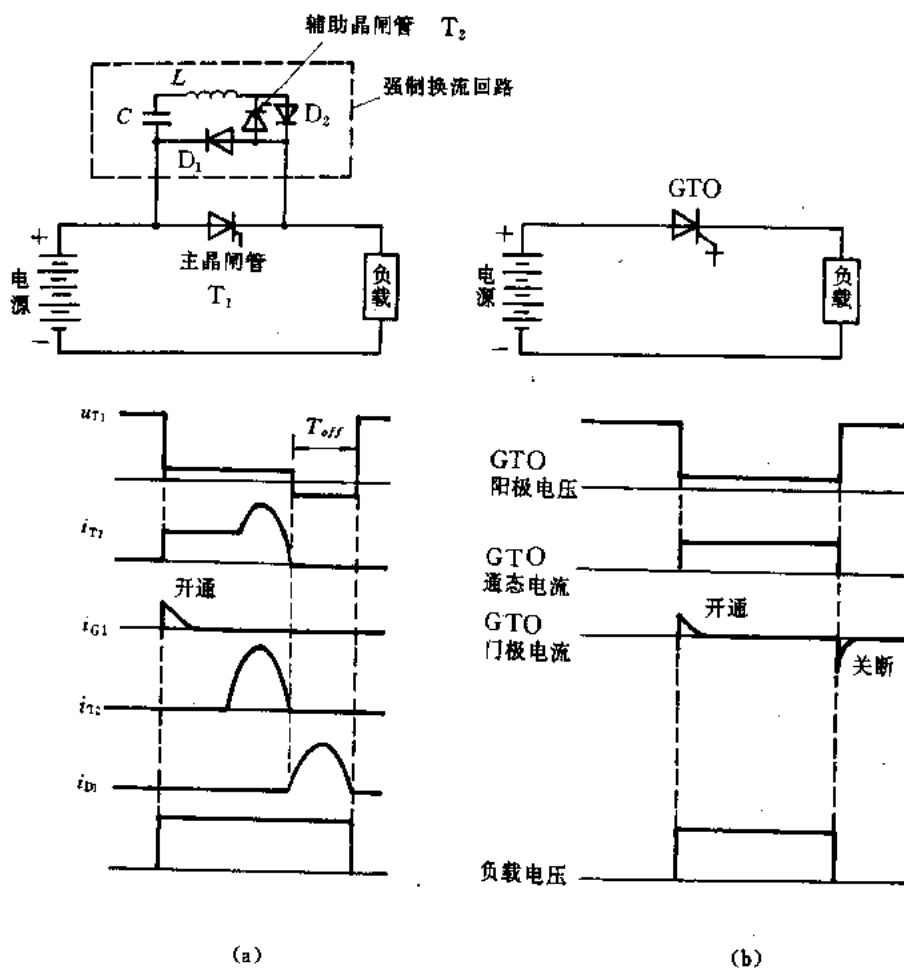 辅助晶闸管 T₂
强制换流回路
L
C
D₂
D₁
+
电源
−
主晶闸管
T₁
负载
GTO
+
电源
−
负载
u_T1
T_off
i_T1
开通
i_G1
i_T2
i_D1
GTO
阳极电压
GTO
通态电流
开通
GTO
门极电流
关断
负载电压
(a)
(b)